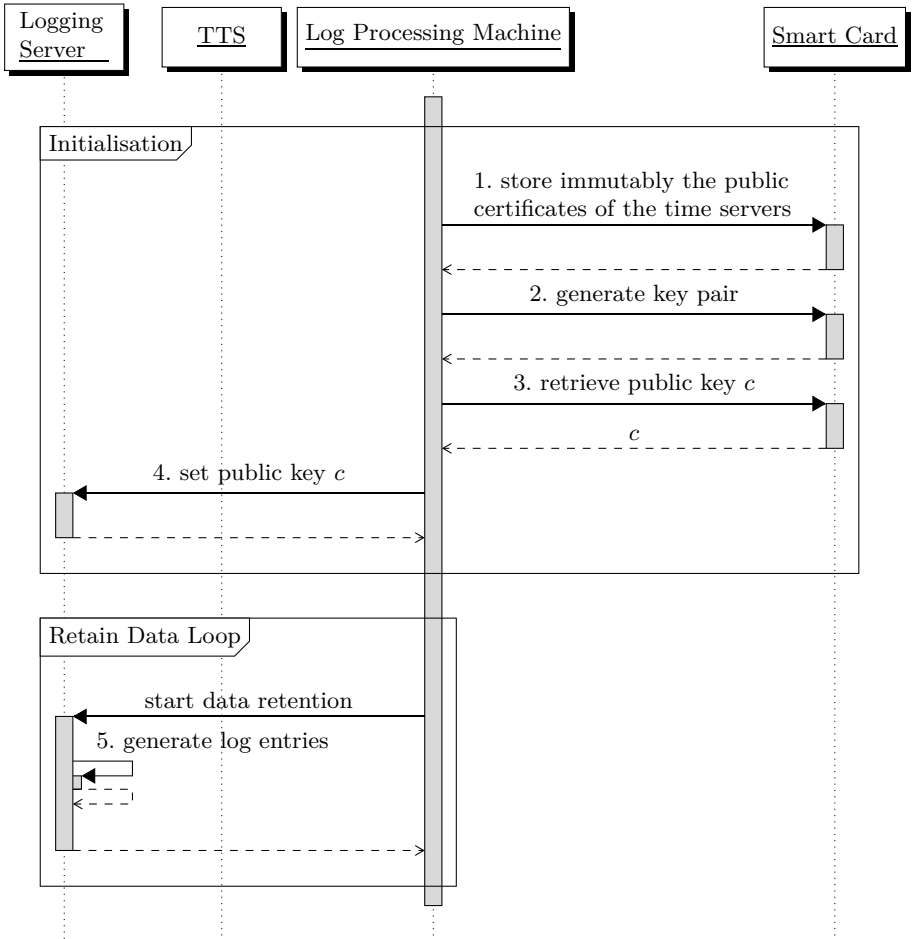 Logging
Server
TTS
Log Processing Machine
Smart Card
Initialisation
1. store immutably the public
certificates of the time servers
2. generate key pair
3. retrieve public key c
c
4. set public key c
Retain Data Loop
start data retention
5. generate log entries